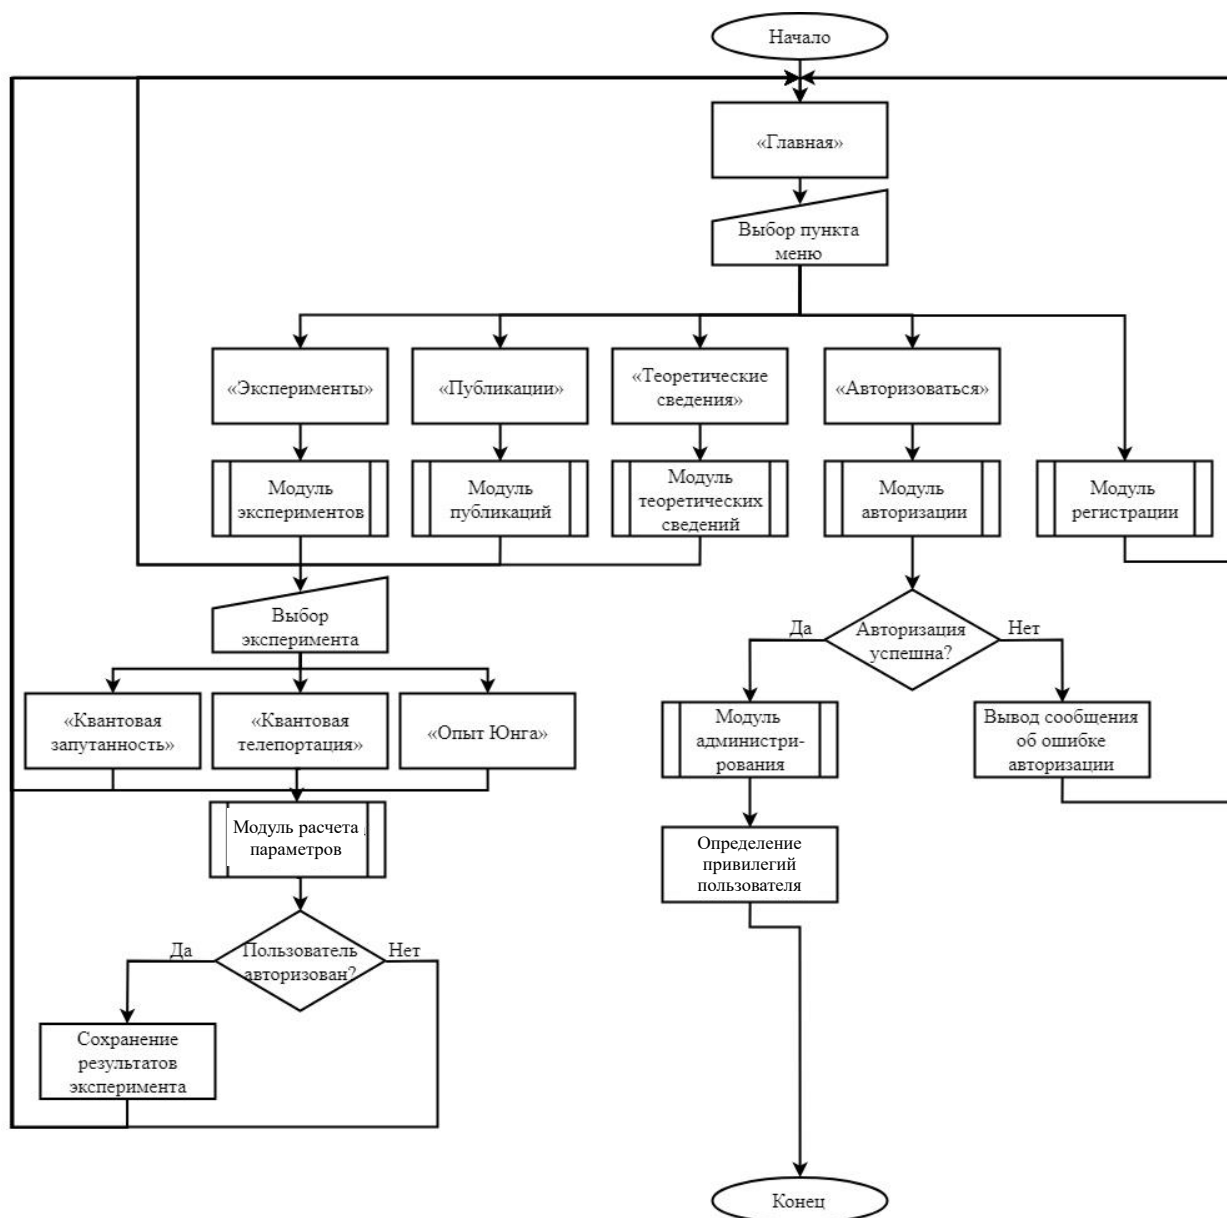 Начало
«Главная»
Выбор пункта
меню
«Эксперименты»
«Публикации»
«Теоретические
сведения»
«Авторизоваться»
Модуль
экспериментов
Модуль
публикаций
Модуль
теоретических
сведений
Модуль
авторизации
Модуль
регистрации
Выбор
эксперимента
Да
Авторизация
успешна?
Нет
«Квантовая
запутанность»
«Квантовая
телепортация»
«Опыт Юнга»
Модуль
администри-
рования
Вывод сообщения
об ошибке
авторизации
Модуль расчета
параметров
Определение
привилегий
пользователя
Да
Пользователь
авторизован?
Нет
Сохранение
результатов
эксперимента
Конец